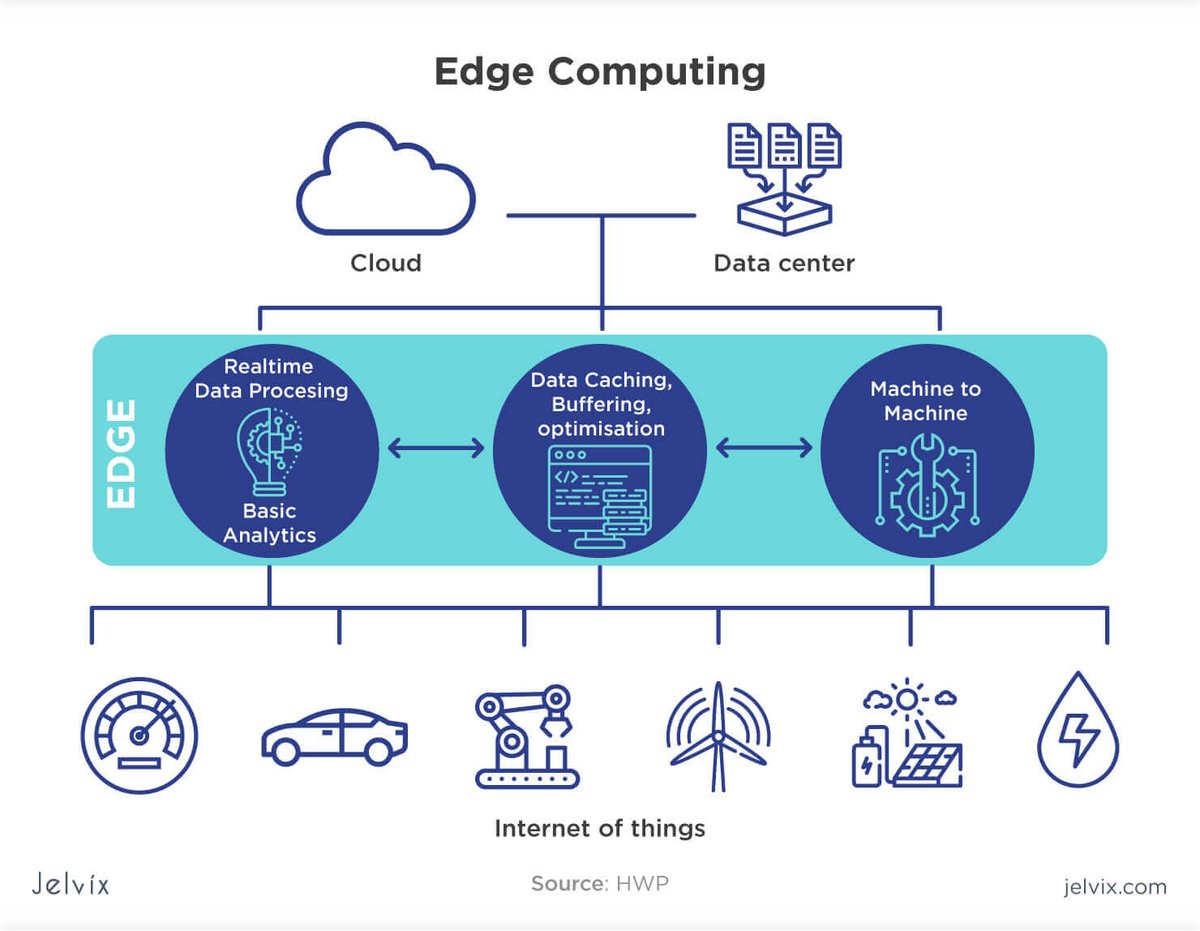 Edge Computing
Cloud
Data center
EDGE
Realtime
Data Procesing
Basic
Analytics
Data Caching,
Buffering,
optimisation
</>
Machine to
Machine
Internet of things
Jelvix
Source: HWP
jelvix.com